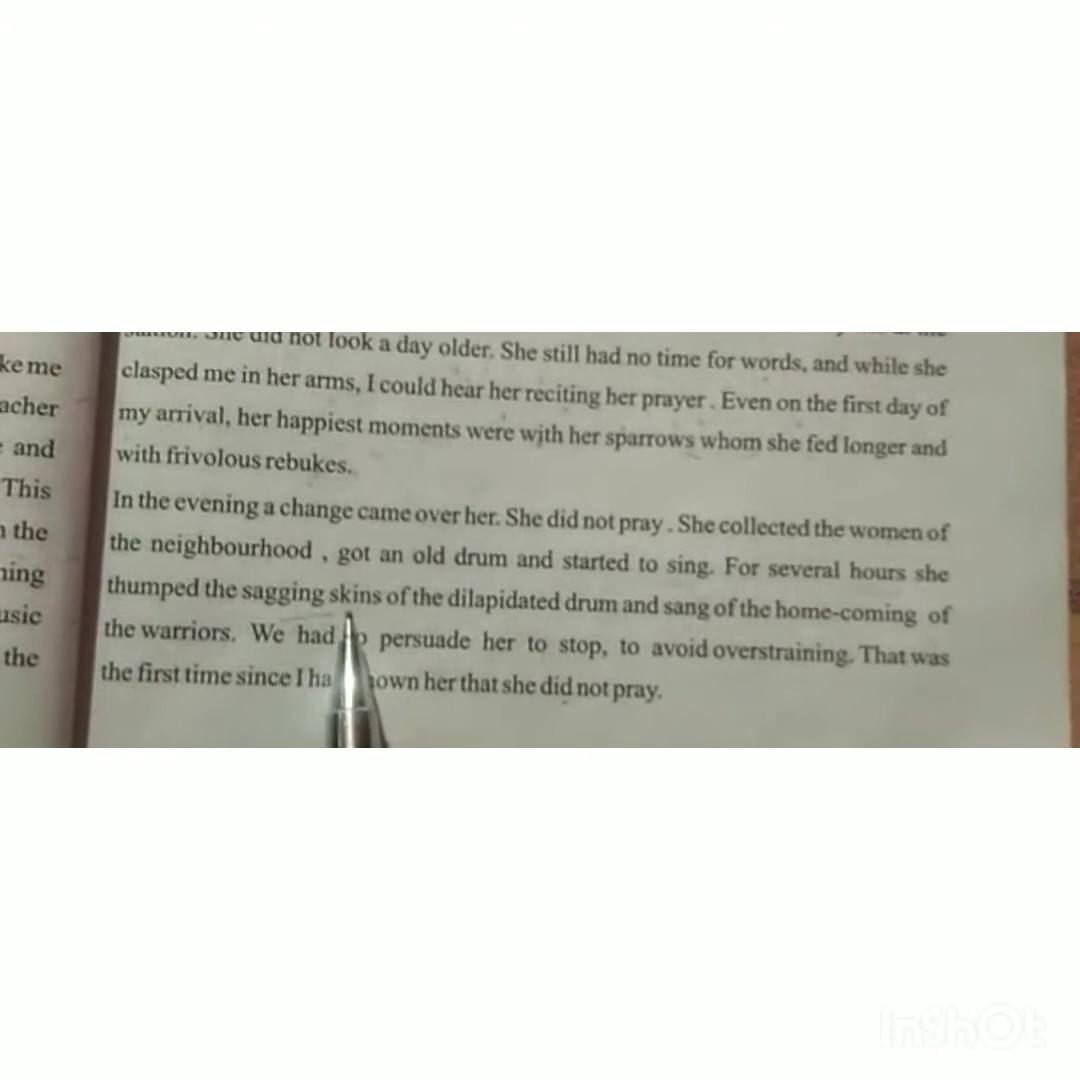 ke me
acher
and
This
the
ning
usic
the
She did not look a day older. She still had no time for words, and while she
clasped me in her arms, I could hear her reciting her prayer . Even on the first day of
my arrival, her happiest moments were with her sparrows whom she fed longer and
with frivolous rebukes.
In the evening a change came over her. She did not pray . She collected the women of
the neighbourhood , got an old drum and started to sing. For several hours she
thumped the sagging skins of the dilapidated drum and sang of the home-coming of
the warriors. We had persuade her to stop, to avoid overstraining. That was
the first time since I ha nown her that she did not pray.
InShOt